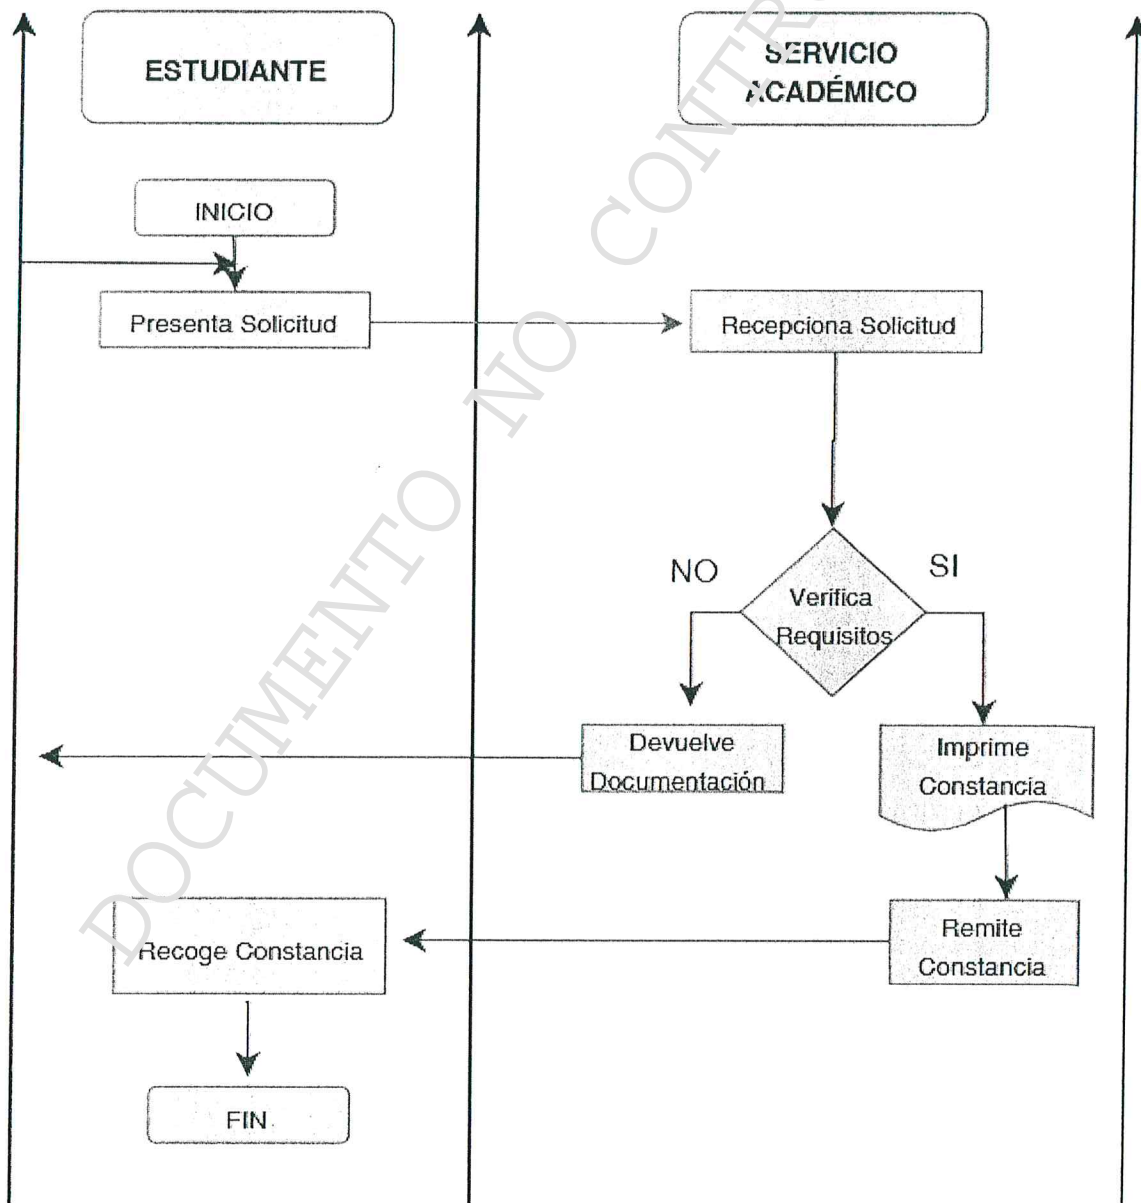 ESTUDIANTE
SERVICIO
ACADÉMICO
INICIO
Presenta Solicitud
Recepciona Solicitud
NO
SI
Verifica
Requisitos
Devuelve
Documentación
Imprime
Constancia
Recoge Constancia
Remite
Constancia
FIN
DOCUMENTO NO CONTR